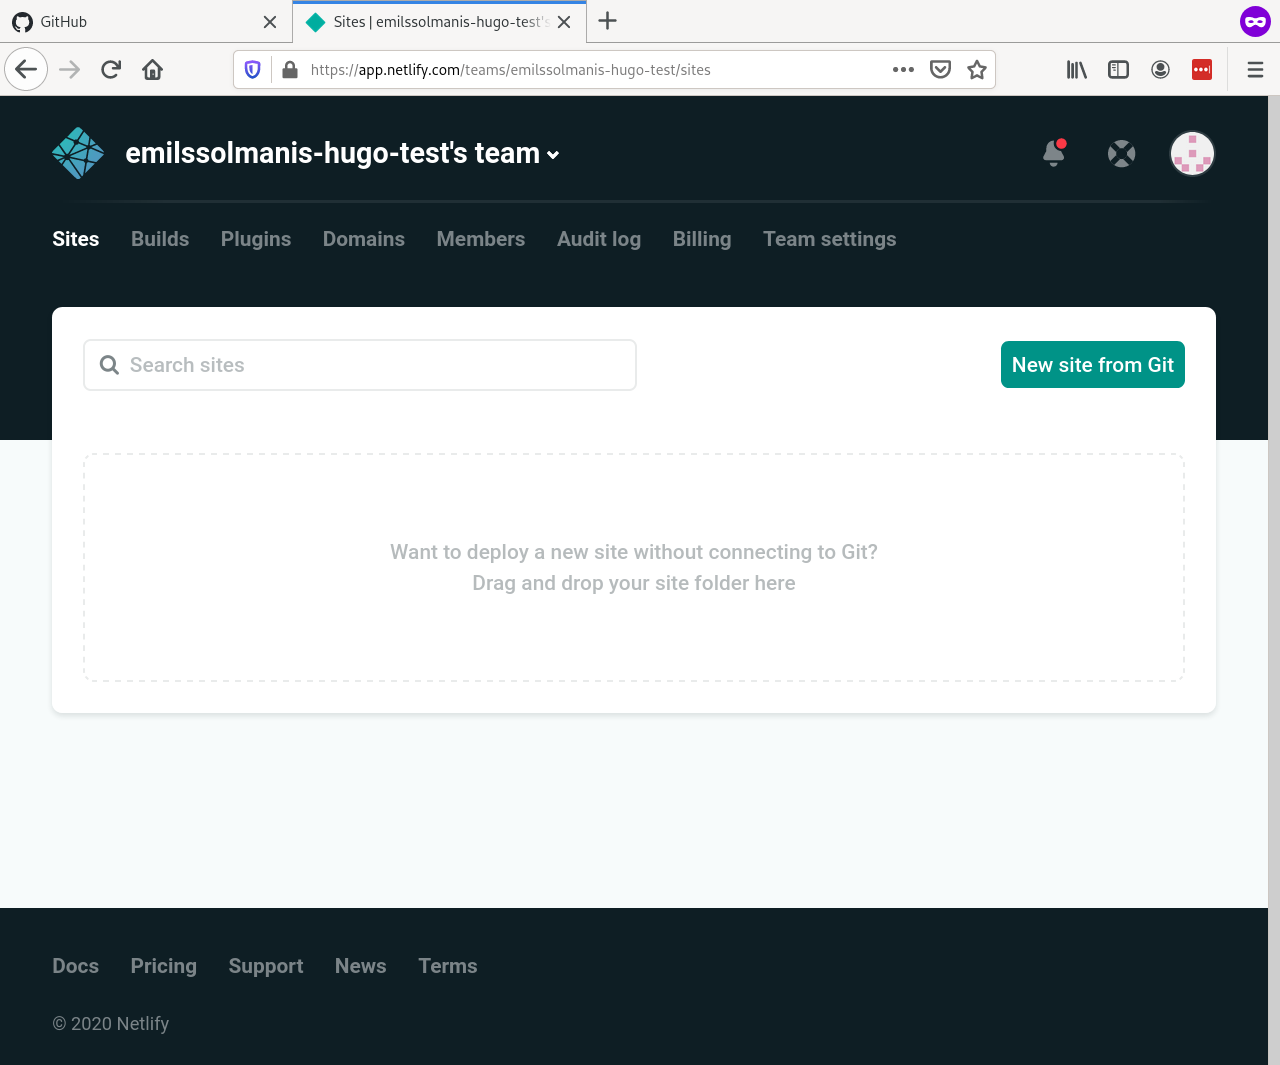 GitHub
Sites | emilssolmanis-hugo-test's
https://app.netlify.com/teams/emilssolmanis-hugo-test/sites
emilssolmanis-hugo-test's team
Sites Builds Plugins Domains Members Audit log Billing Team settings
Search sites
New site from Git
Want to deploy a new site without connecting to Git?
Drag and drop your site folder here
Docs Pricing Support News Terms
© 2020 Netlify